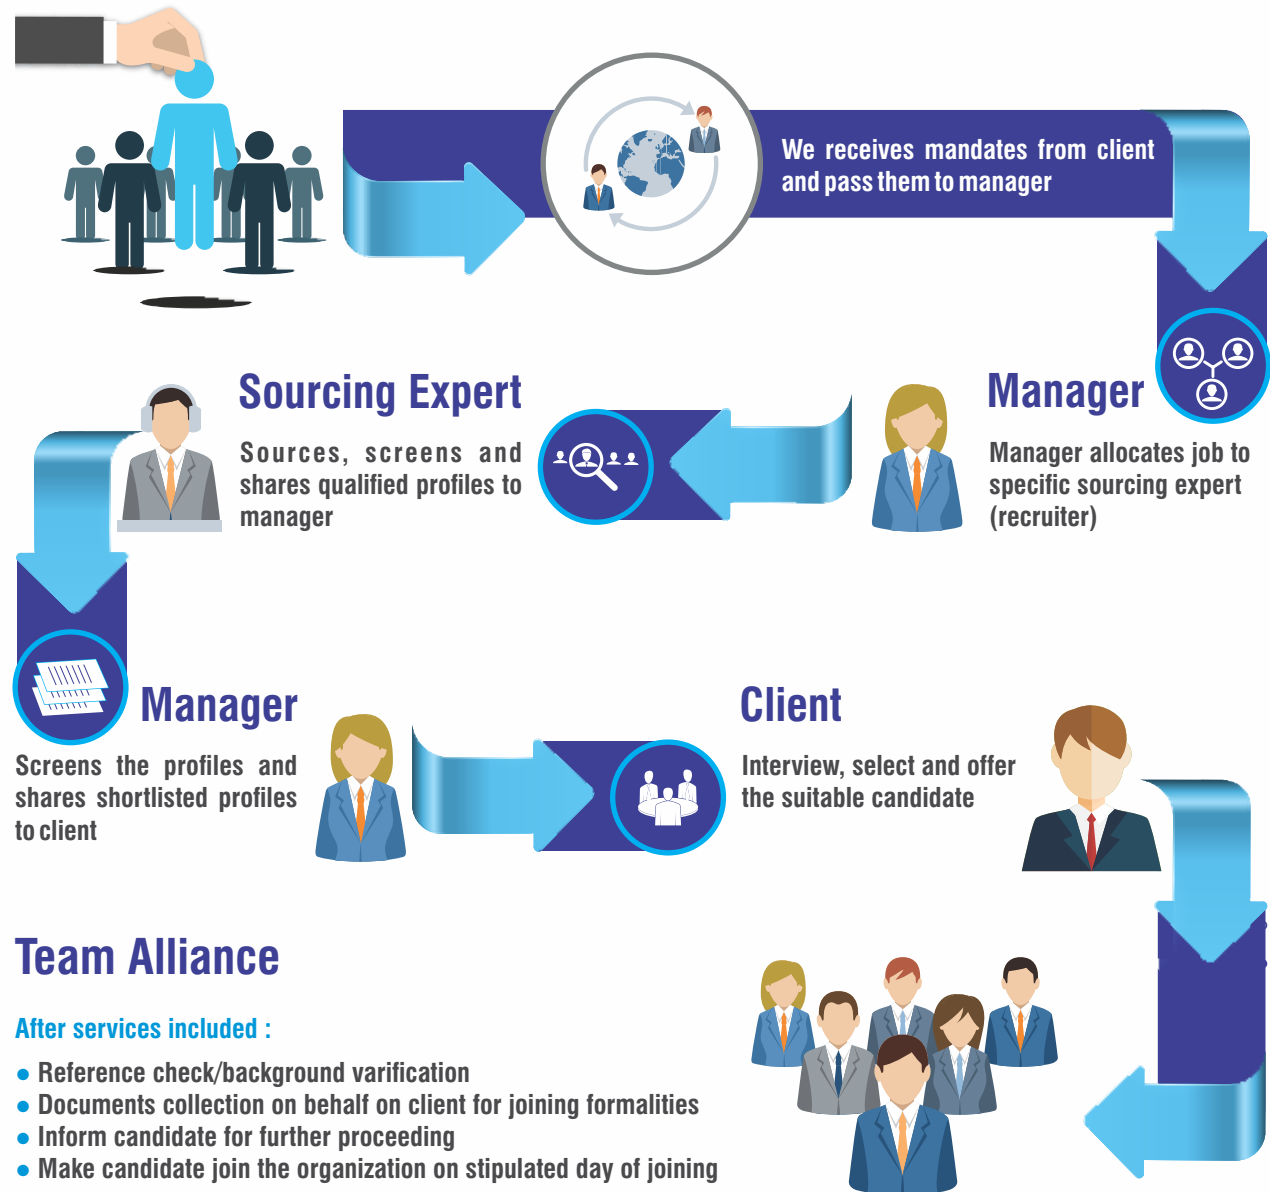 We receives mandates from client
and pass them to manager
Sourcing Expert
Sources, screens and
shares qualified profiles to
manager
Manager
Manager allocates job to
specific sourcing expert
(recruiter)
Manager
Screens the profiles and
shares shortlisted profiles
to client
Client
Interview, select and offer
the suitable candidate
Team Alliance
After services included :
● Reference check/background varification
● Documents collection on behalf on client for joining formalities
● Inform candidate for further proceeding
● Make candidate join the organization on stipulated day of joining